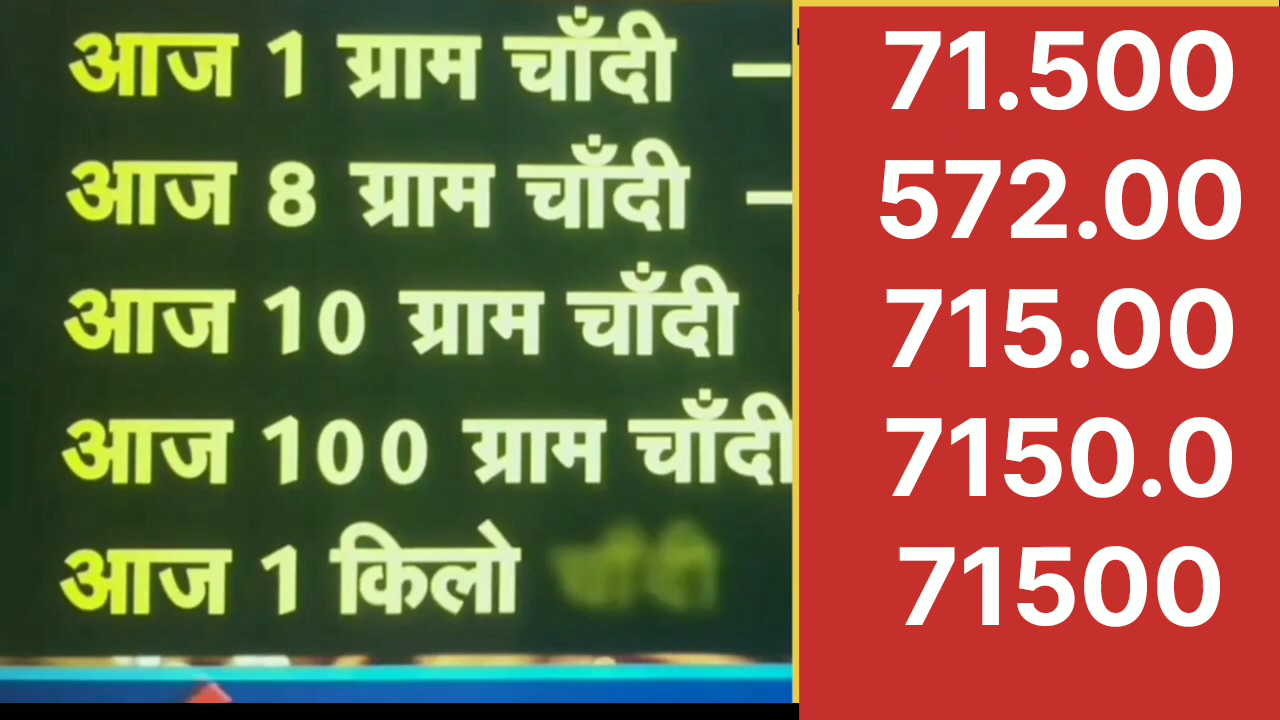 आज 1 ग्राम चाँदी – 71.500
आज 8 ग्राम चाँदी – 572.00
आज 10 ग्राम चाँदी 715.00
आज 100 ग्राम चाँदी 7150.0
आज 1 किलो चाँदी 71500